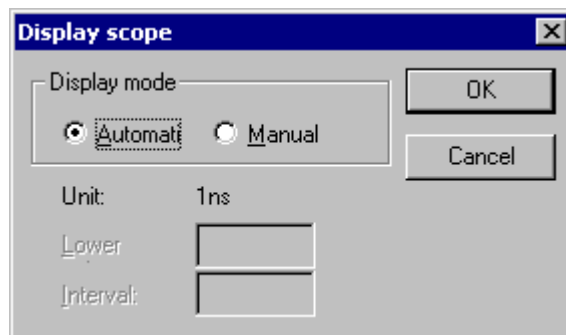 Display scope
Display mode
Automati
Manual
OK
Cancel
Unit: 1ns
Lower
Interval: